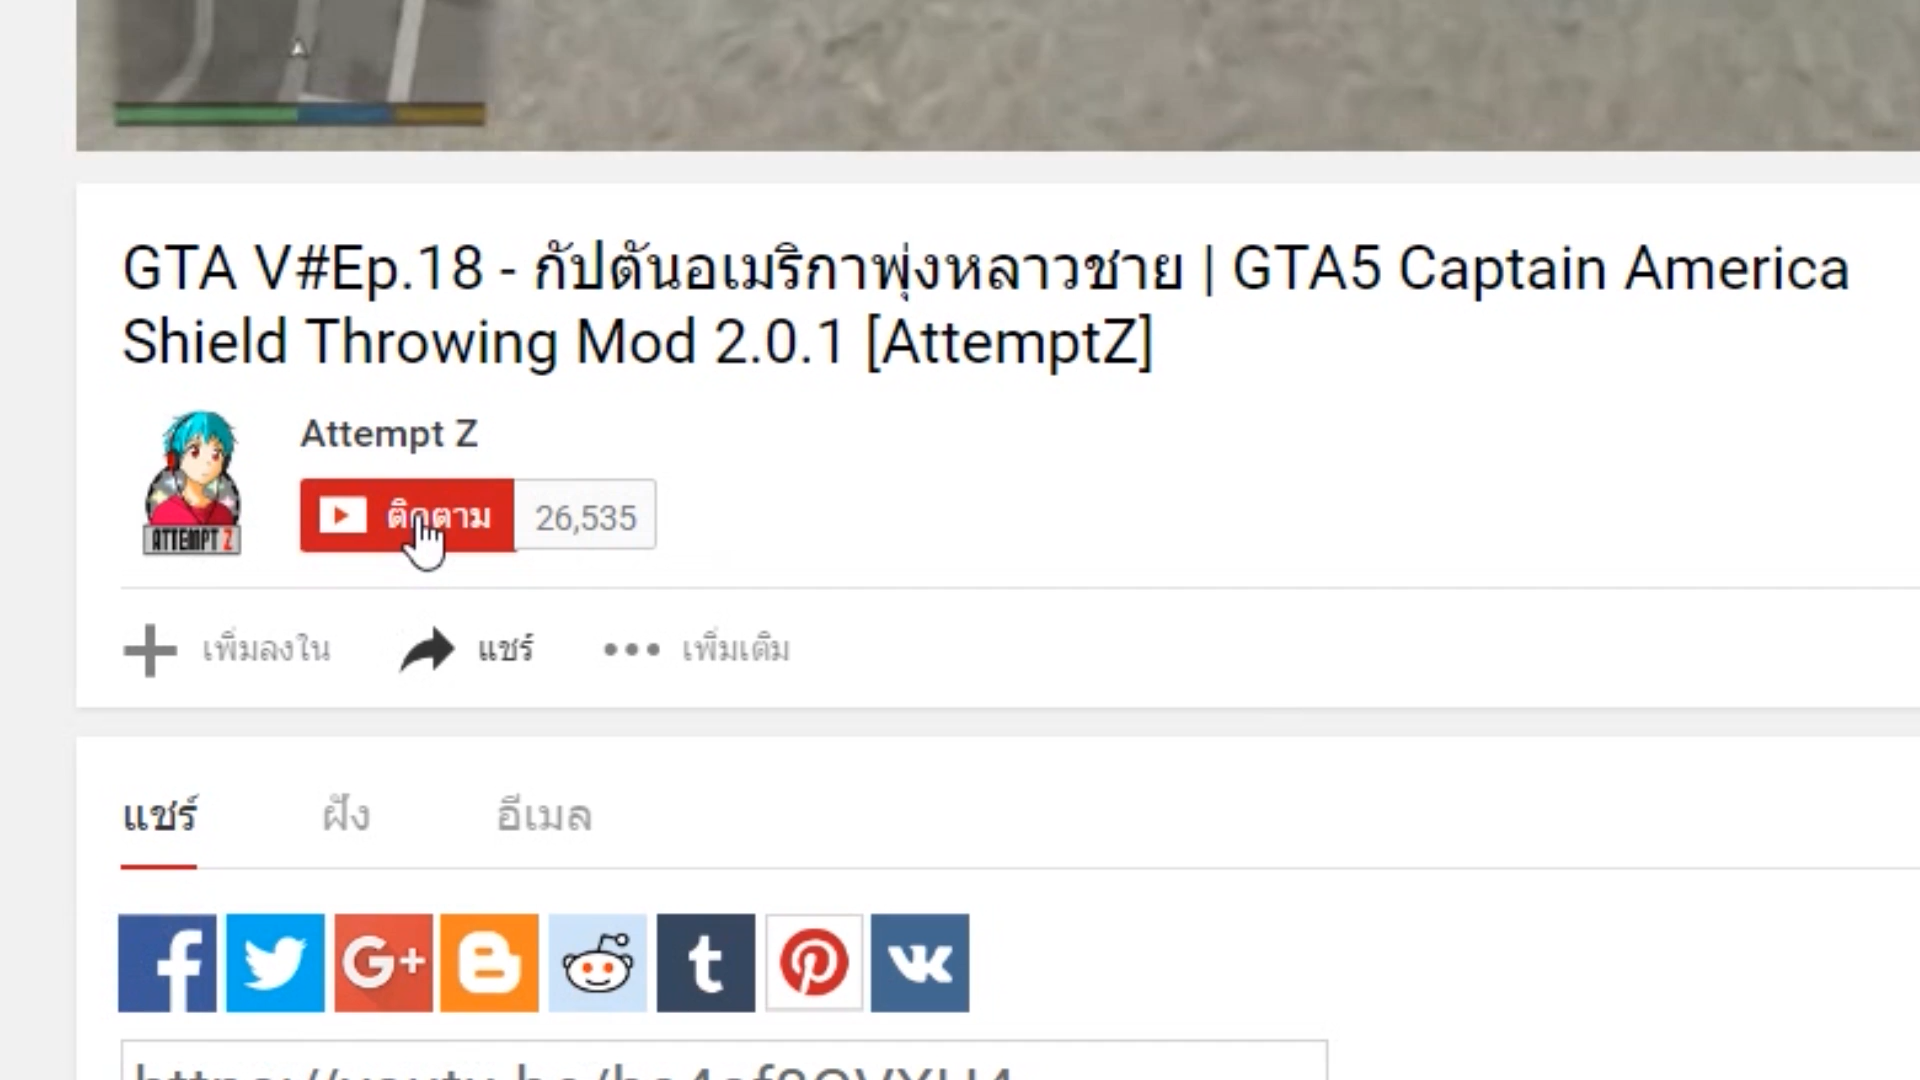 GTA V#Ep.18 - กัปตันอเมริกาพุ่งหลาวชาย | GTA5 Captain America
Shield Throwing Mod 2.0.1 [AttemptZ]
Attempt Z
ATTEMPT Z
ติดตาม 26,535
เพิ่มลงใน แชร์ เพิ่มเติม
แชร์ ฝัง อีเมล